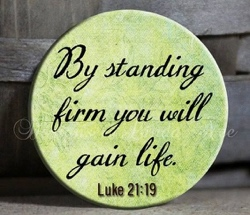 By standing
firm you will
gain life.
Luke 21:19